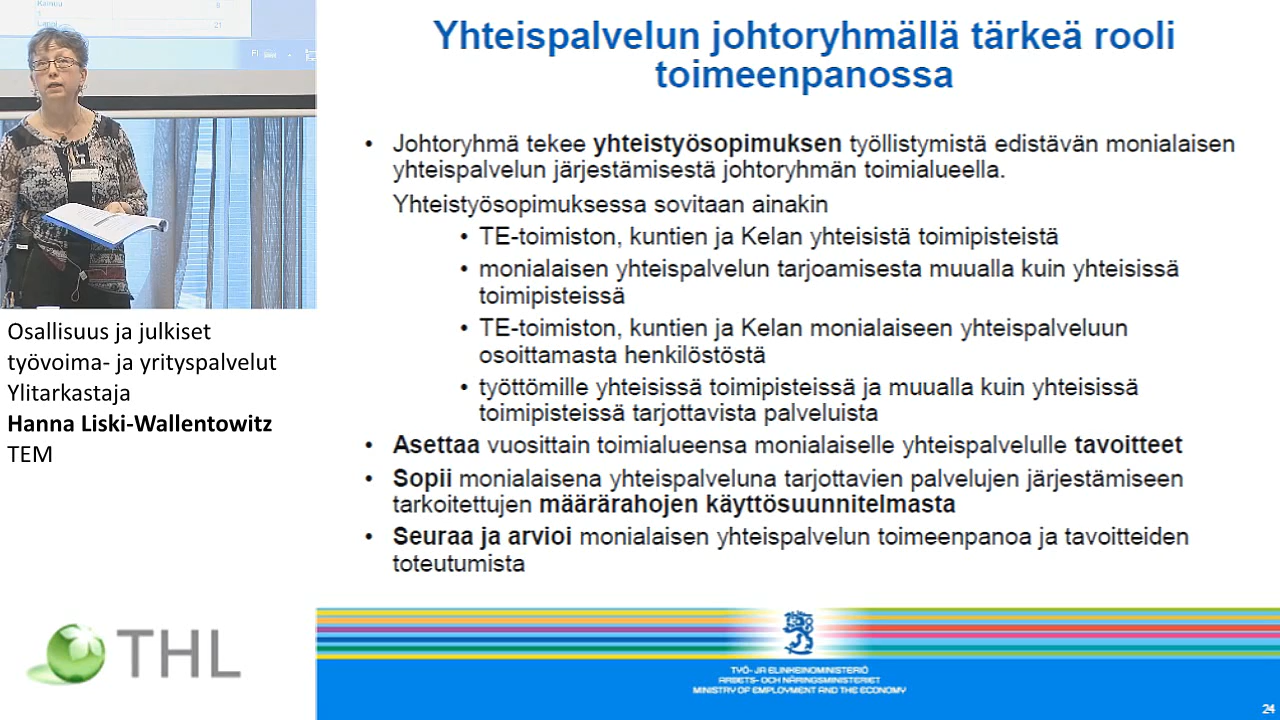 Kainuu 6
Lappi 21
FI
Yhteispalvelun johtoryhmällä tärkeä rooli
toimeenpanossa
• Johtoryhmä tekee yhteistyösopimuksen työllistymistä edistävän monialaisen
yhteispalvelun järjestämisestä johtoryhmän toimialueella.
Yhteistyösopimuksessa sovitaan ainakin
• TE-toimiston, kuntien ja Kelan yhteisistä toimipisteistä
• monialaisen yhteispalvelun tarjoamisesta muualla kuin yhteisissä
toimipisteissä
• TE-toimiston, kuntien ja Kelan monialaiseen yhteispalveluun
osoittamasta henkilöstöstä
• työttömille yhteisissä toimipisteissä ja muualla kuin yhteisissä
toimipisteissä tarjottavista palveluista
• Asettaa vuosittain toimialueensa monialaiselle yhteispalvelulle tavoitteet
• Sopii monialaisena yhteispalveluna tarjottavien palvelujen järjestämiseen
tarkoitettujen määrärahojen käyttösuunnitelmasta
• Seuraa ja arvioi monialaisen yhteispalvelun toimeenpanoa ja tavoitteiden
toteutumista
Osallisuus ja julkiset
työvoima- ja yrityspalvelut
Ylitarkastaja
Hanna Liski-Wallentowitz
TEM
THL
TYÖ- JA ELINKEINOMINISTERIÖ
ARBETS- OCH NÄRINGSMINISTERIET
MINISTRY OF EMPLOYMENT AND THE ECONOMY
24